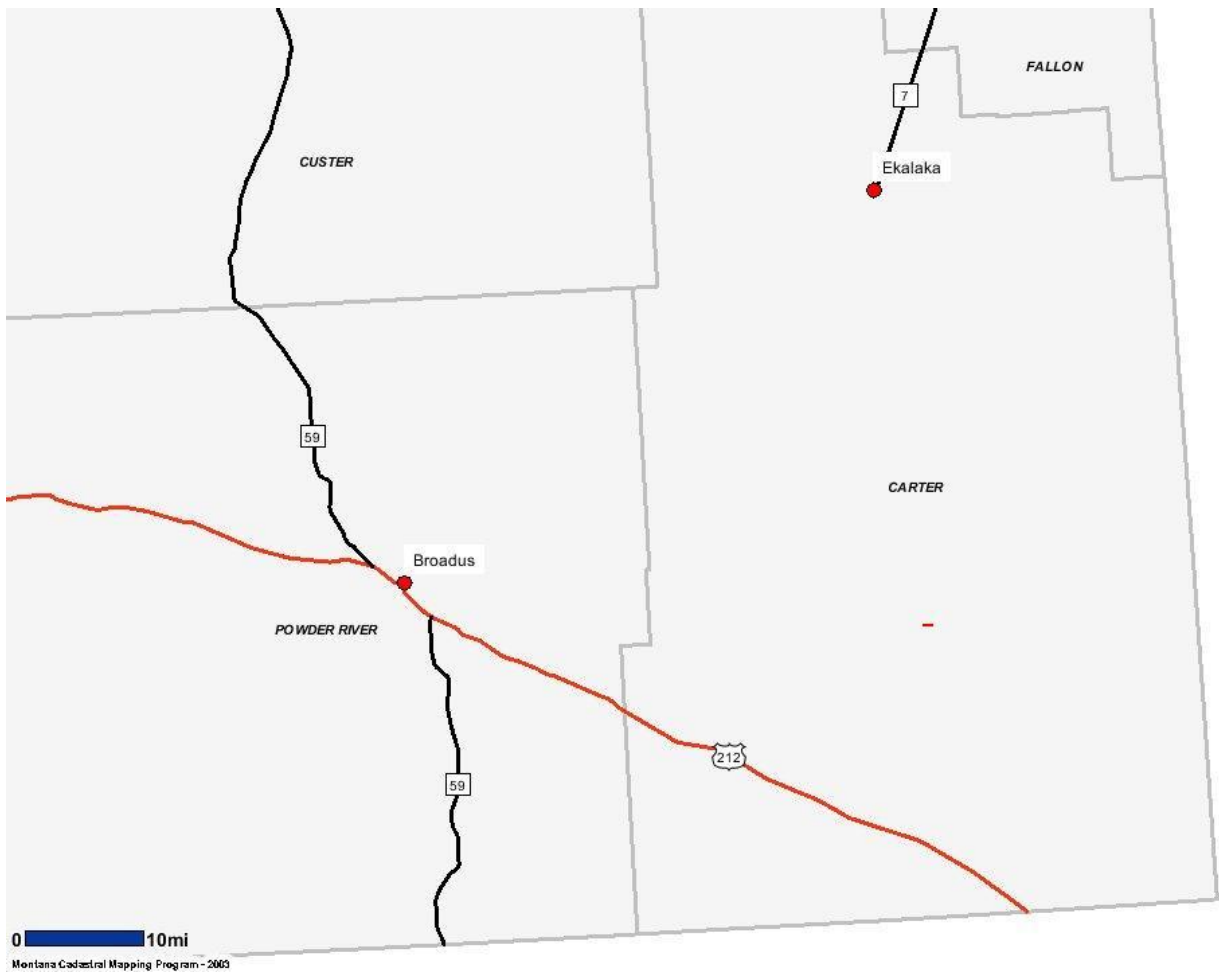 FALLON
7
CUSTER
Ekalaka
59
CARTER
Broadus
POWDER RIVER
212
59
0 10mi
Montana Cadastral Mapping Program - 2003